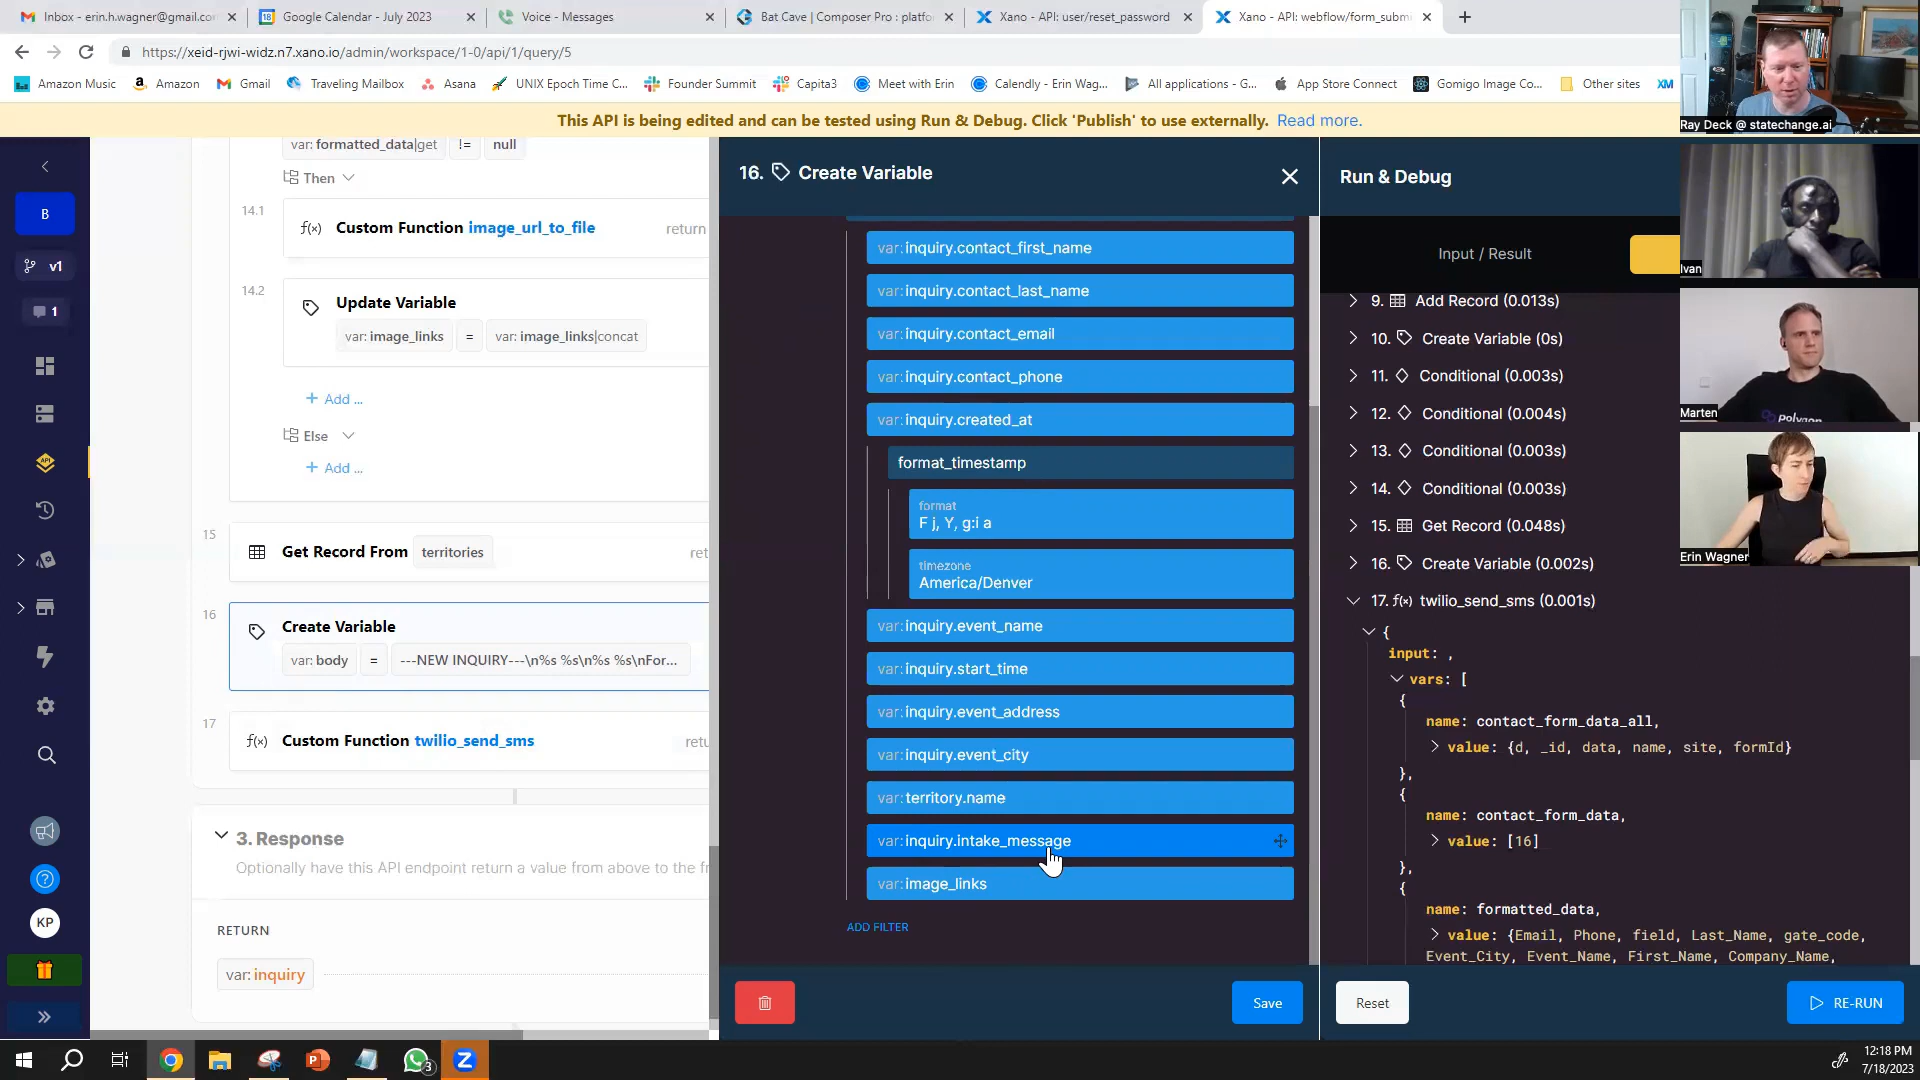 Inbox - erin.h.wagner@gmail.co
Google Calendar - July 2023
Voice - Messages
Bat Cave | Composer Pro : platfo
Xano - API: user/reset_password
Xano - API: webflow/form_subm
https://xeid-rjwi-widz.n7.xano.io/admin/workspace/1-0/api/1/query/5
Amazon Music
Amazon
Gmail
Traveling Mailbox
Asana
UNIX Epoch Time C...
Founder Summit
Capita3
Meet with Erin
Calendly - Erin Wag...
All applications - G...
App Store Connect
Gomigo Image Co...
Other sites
XM
This API is being edited and can be tested using Run & Debug. Click 'Publish' to use externally. Read more.
B
v1
1
KP
var: formatted_data|get
!=
null
Then
14.1
Custom Function image_url_to_file
return
14.2
Update Variable
var: image_links
=
var: image_links|concat
+ Add ...
Else
+ Add ...
15
Get Record From
territories
ret
16
Create Variable
var: body
=
---NEW INQUIRY---\n%s %s\n%s %s\nFor...
17
Custom Function twilio_send_sms
retu
3. Response
Optionally have this API endpoint return a value from above to the fr
RETURN
var: inquiry
16. Create Variable
var: inquiry.contact_first_name
var: inquiry.contact_last_name
var: inquiry.contact_email
var: inquiry.contact_phone
var: inquiry.created_at
format_timestamp
format
F j, Y, g:i a
timezone
America/Denver
var: inquiry.event_name
var: inquiry.start_time
var: inquiry.event_address
var: inquiry.event_city
var: territory.name
var: inquiry.intake_message
var: image_links
ADD FILTER
Save
Run & Debug
Input / Result
9. Add Record (0.013s)
10. Create Variable (0s)
11. Conditional (0.003s)
12. Conditional (0.004s)
13. Conditional (0.003s)
14. Conditional (0.003s)
15. Get Record (0.048s)
16. Create Variable (0.002s)
17. f(x) twilio_send_sms (0.001s)
{
input: ,
vars: [
{
name: contact_form_data_all,
value: {d, _id, data, name, site, formId}
},
{
name: contact_form_data,
value: [16]
},
{
name: formatted_data,
value: {Email, Phone, field, Last_Name, gate_code,
Event_City, Event_Name, First_Name, Company_Name,
Reset
RE-RUN
Ray Deck @ statechange.ai
Ivan
Marten
polygon
Erin Wagner
3
12:18 PM
7/18/2023